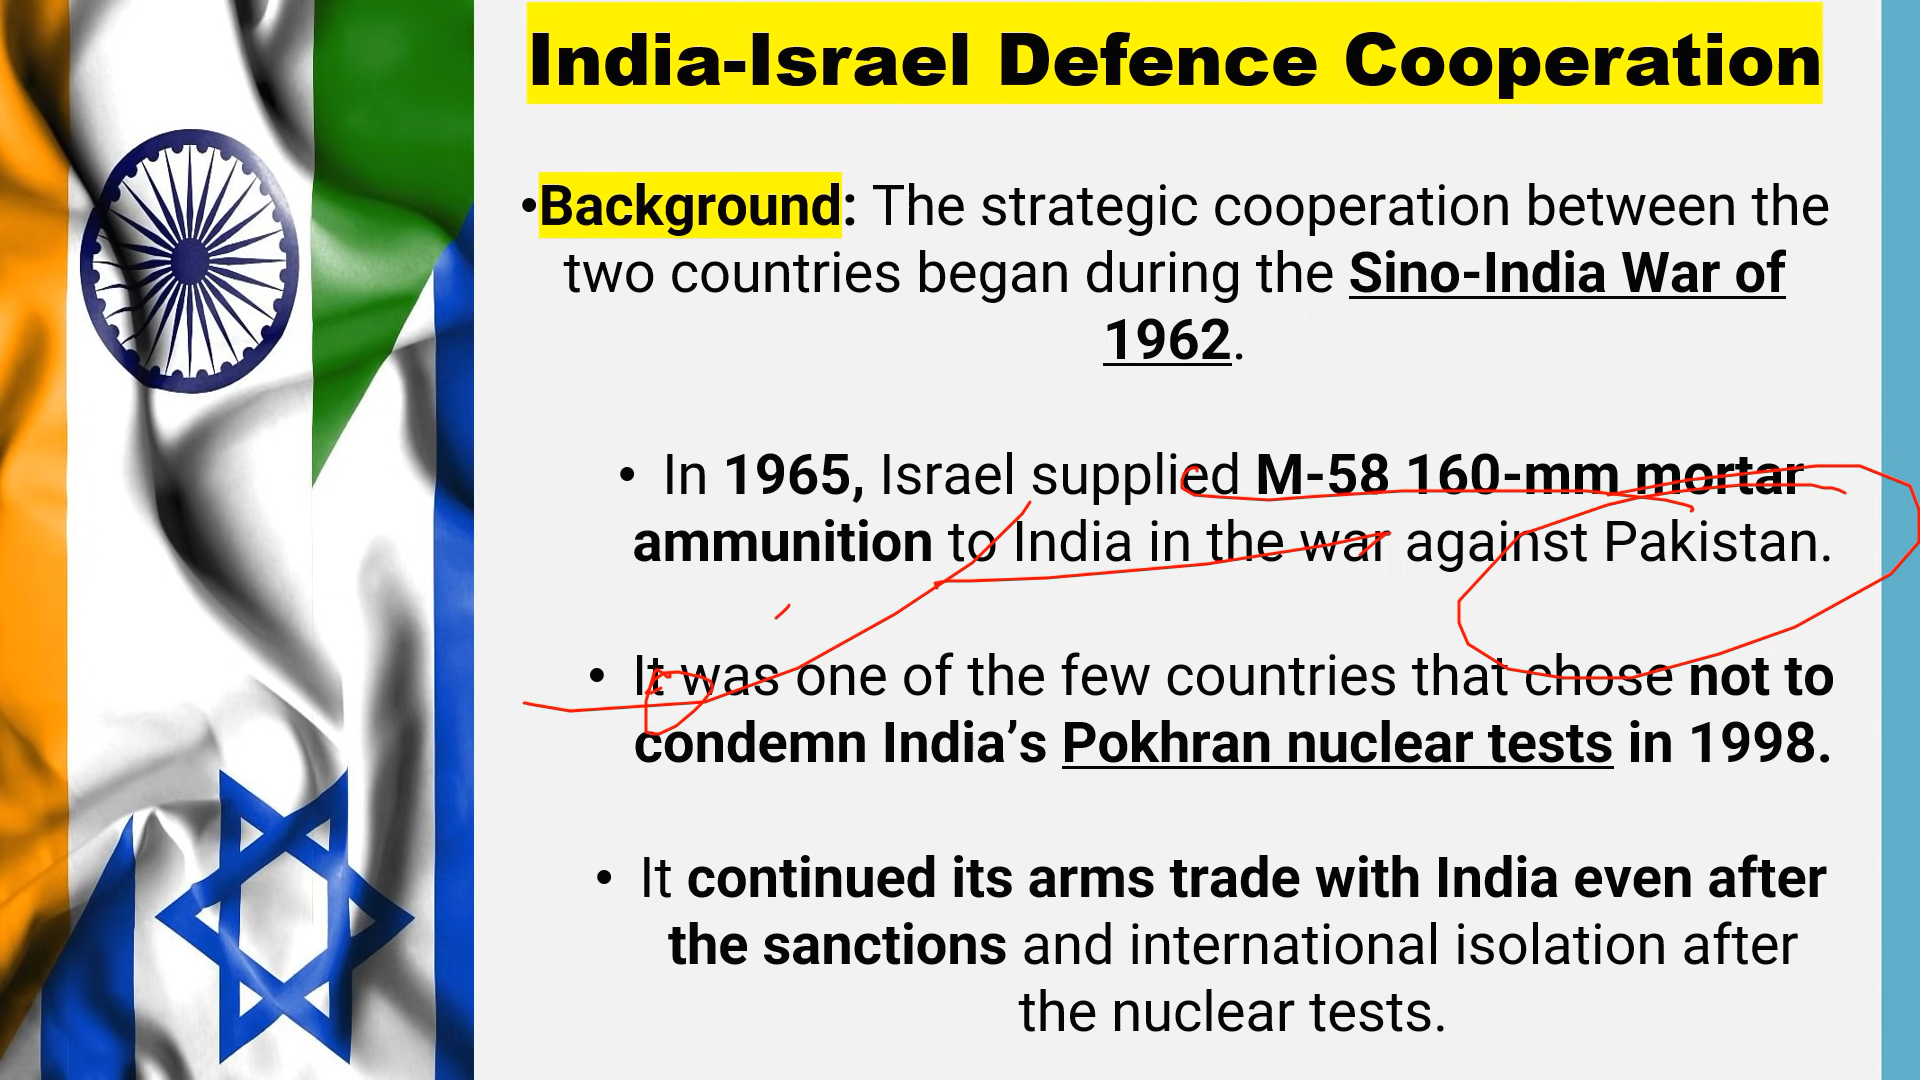 India-Israel Defence Cooperation
•Background: The strategic cooperation between the
two countries began during the Sino-India War of
1962.
• In 1965, Israel supplied M-58 160-mm mortar
ammunition to India in the war against Pakistan.
• It was one of the few countries that chose not to
condemn India’s Pokhran nuclear tests in 1998.
• It continued its arms trade with India even after
the sanctions and international isolation after
the nuclear tests.